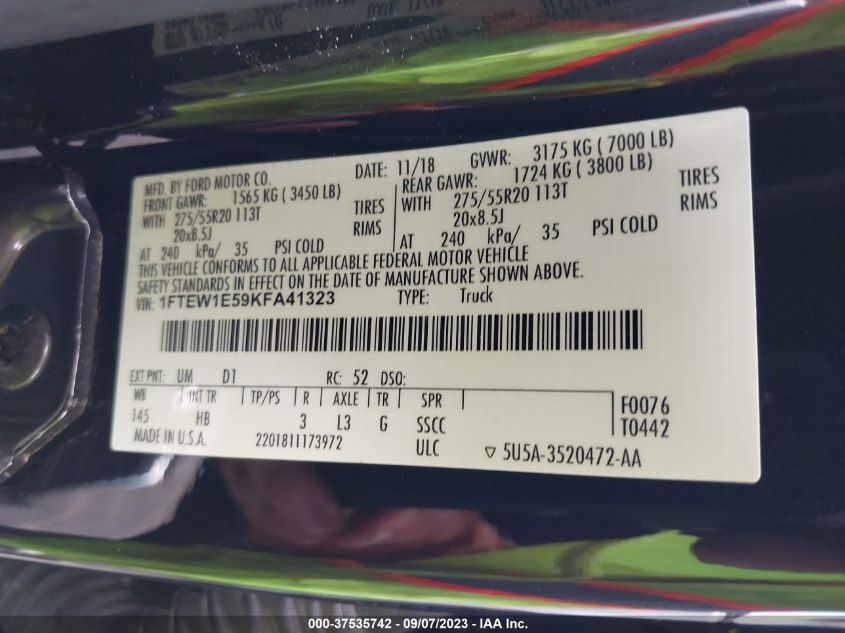 MFD. BY FORD MOTOR CO. DATE: 11/18 GVWR: 3175 KG ( 7000 LB)
FRONT GAWR: 1565 KG ( 3450 LB) REAR GAWR: 1724 KG ( 3800 LB)
WITH 275/55R20 113T TIRES WITH 275/55R20 113T TIRES
20x8.5J RIMS 20x8.5J RIMS
AT 240 kPa/ 35 PSI COLD AT 240 kPa/ 35 PSI COLD
THIS VEHICLE CONFORMS TO ALL APPLICABLE FEDERAL MOTOR VEHICLE
SAFETY STANDARDS IN EFFECT ON THE DATE OF MANUFACTURE SHOWN ABOVE.
VIN: 1FTEW1E59KFA41323 TYPE: Truck
EXT PNT: UM D1 RC: 52 DSO:
WB INT TR TP/PS R AXLE TR SPR
145 HB 3 L3 G SSCC F0076
T0442
MADE IN U.S.A. 2201811173972 ULC ▽ 5U5A-3520472-AA
000-37535742 - 09/07/2023 - IAA Inc.